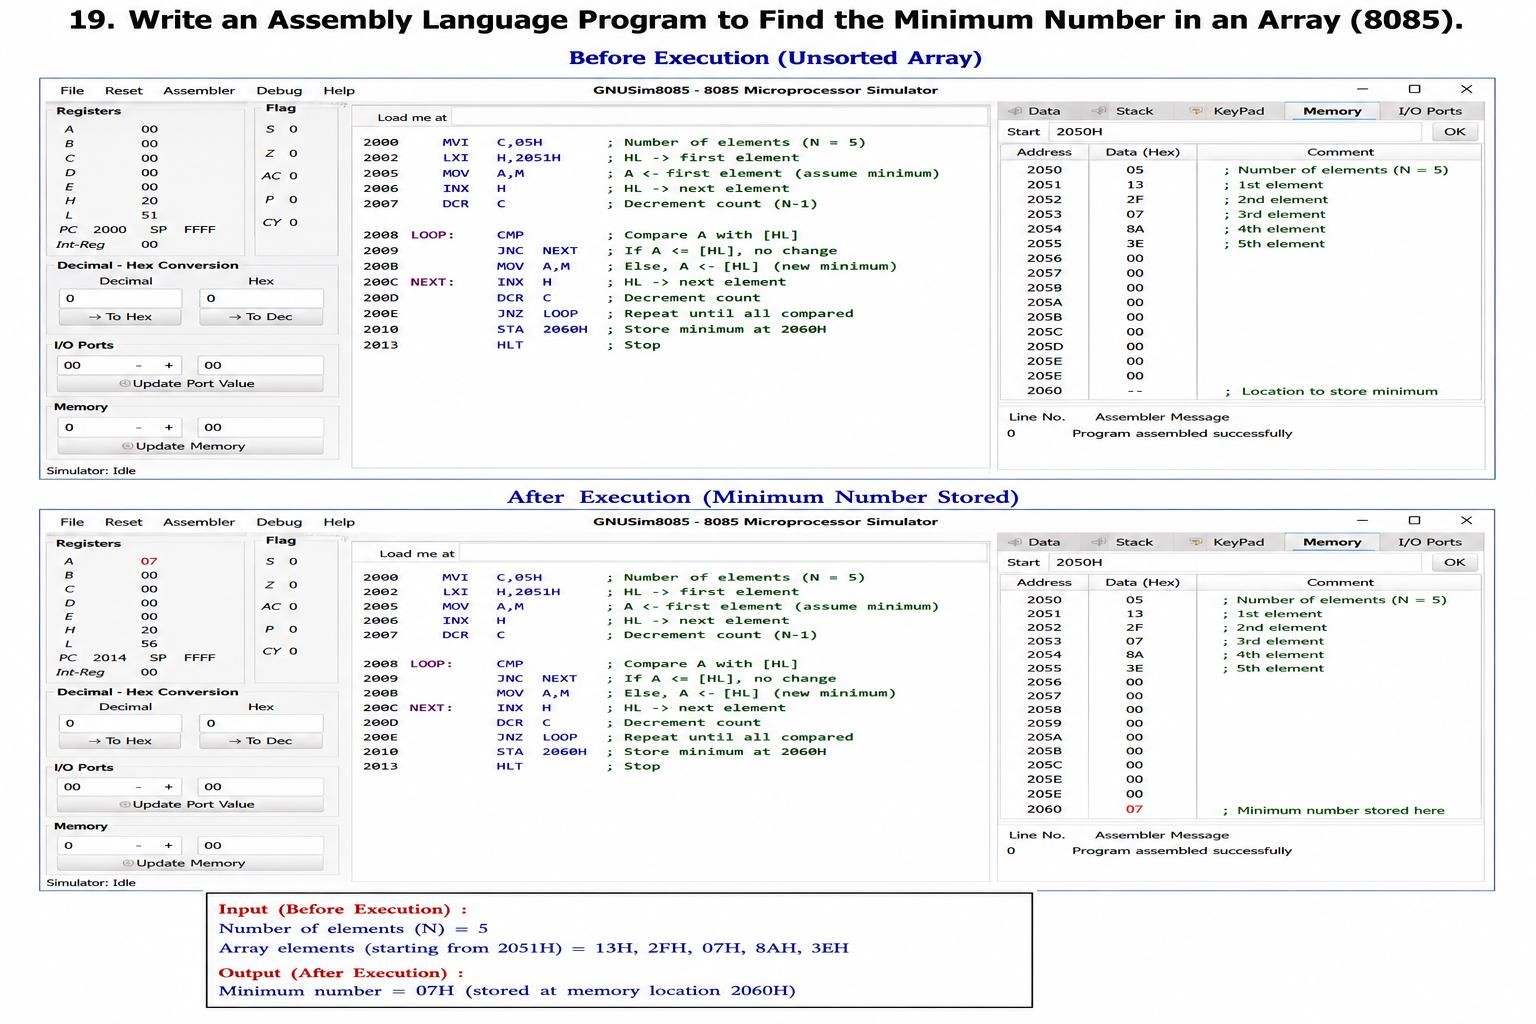 19. Write an Assembly Language Program to Find the Minimum Number in an Array (8085).
Before Execution (Unsorted Array)
File Reset Assembler Debug Help
GNUSim8085 - 8085 Microprocessor Simulator
Registers
A 00
B 00
C 00
D 00
E 00
H 20
L 51
PC 2000 SP FFFF
Int-Reg 00
Flag
S 0
Z 0
AC 0
P 0
CY 0
Decimal - Hex Conversion
Decimal Hex
0 0
→ To Hex → To Dec
I/O Ports
00 - + 00
Update Port Value
Memory
0 - + 00
Update Memory
Simulator: Idle
Load me at
2000 MVI C,05H ; Number of elements (N = 5)
2002 LXI H,2051H ; HL -> first element
2005 MOV A,M ; A <- first element (assume minimum)
2006 INX H ; HL -> next element
2007 DCR C ; Decrement count (N-1)
2008 LOOP: CMP ; Compare A with [HL]
2009 JNC NEXT ; If A <= [HL], no change
200B MOV A,M ; Else, A <- [HL] (new minimum)
200C NEXT: INX H ; HL -> next element
200D DCR C ; Decrement count
200E JNZ LOOP ; Repeat until all compared
2010 STA 2060H ; Store minimum at 2060H
2013 HLT ; Stop
Data Stack KeyPad Memory I/O Ports
Start 2050H OK
Address Data (Hex) Comment
2050 05 ; Number of elements (N = 5)
2051 13 ; 1st element
2052 2F ; 2nd element
2053 07 ; 3rd element
2054 8A ; 4th element
2055 3E ; 5th element
2056 00
2057 00
2059 00
205A 00
205B 00
205C 00
205D 00
205E 00
205E 00
2060 -- ; Location to store minimum
Line No. Assembler Message
0 Program assembled successfully
After Execution (Minimum Number Stored)
File Reset Assembler Debug Help
GNUSim8085 - 8085 Microprocessor Simulator
Registers
A 07
B 00
C 00
D 00
E 00
H 20
L 56
PC 2014 SP FFFF
Int-Reg 00
Flag
S 0
Z 0
AC 0
P 0
CY 0
Decimal - Hex Conversion
Decimal Hex
0 0
→ To Hex → To Dec
I/O Ports
00 - + 00
Update Port Value
Memory
0 - + 00
Update Memory
Simulator: Idle
Load me at
2000 MVI C,05H ; Number of elements (N = 5)
2002 LXI H,2051H ; HL -> first element
2005 MOV A,M ; A <- first element (assume minimum)
2006 INX H ; HL -> next element
2007 DCR C ; Decrement count (N-1)
2008 LOOP: CMP ; Compare A with [HL]
2009 JNC NEXT ; If A <= [HL], no change
200B MOV A,M ; Else, A <- [HL] (new minimum)
200C NEXT: INX H ; HL -> next element
200D DCR C ; Decrement count
200E JNZ LOOP ; Repeat until all compared
2010 STA 2060H ; Store minimum at 2060H
2013 HLT ; Stop
Data Stack KeyPad Memory I/O Ports
Start 2050H OK
Address Data (Hex) Comment
2050 05 ; Number of elements (N = 5)
2051 13 ; 1st element
2052 2F ; 2nd element
2053 07 ; 3rd element
2054 8A ; 4th element
2055 3E ; 5th element
2056 00
2057 00
2058 00
2059 00
205A 00
205B 00
205C 00
205E 00
205E 00
2060 07 ; Minimum number stored here
Line No. Assembler Message
0 Program assembled successfully
Input (Before Execution) :
Number of elements (N) = 5
Array elements (starting from 2051H) = 13H, 2FH, 07H, 8AH, 3EH
Output (After Execution) :
Minimum number = 07H (stored at memory location 2060H)